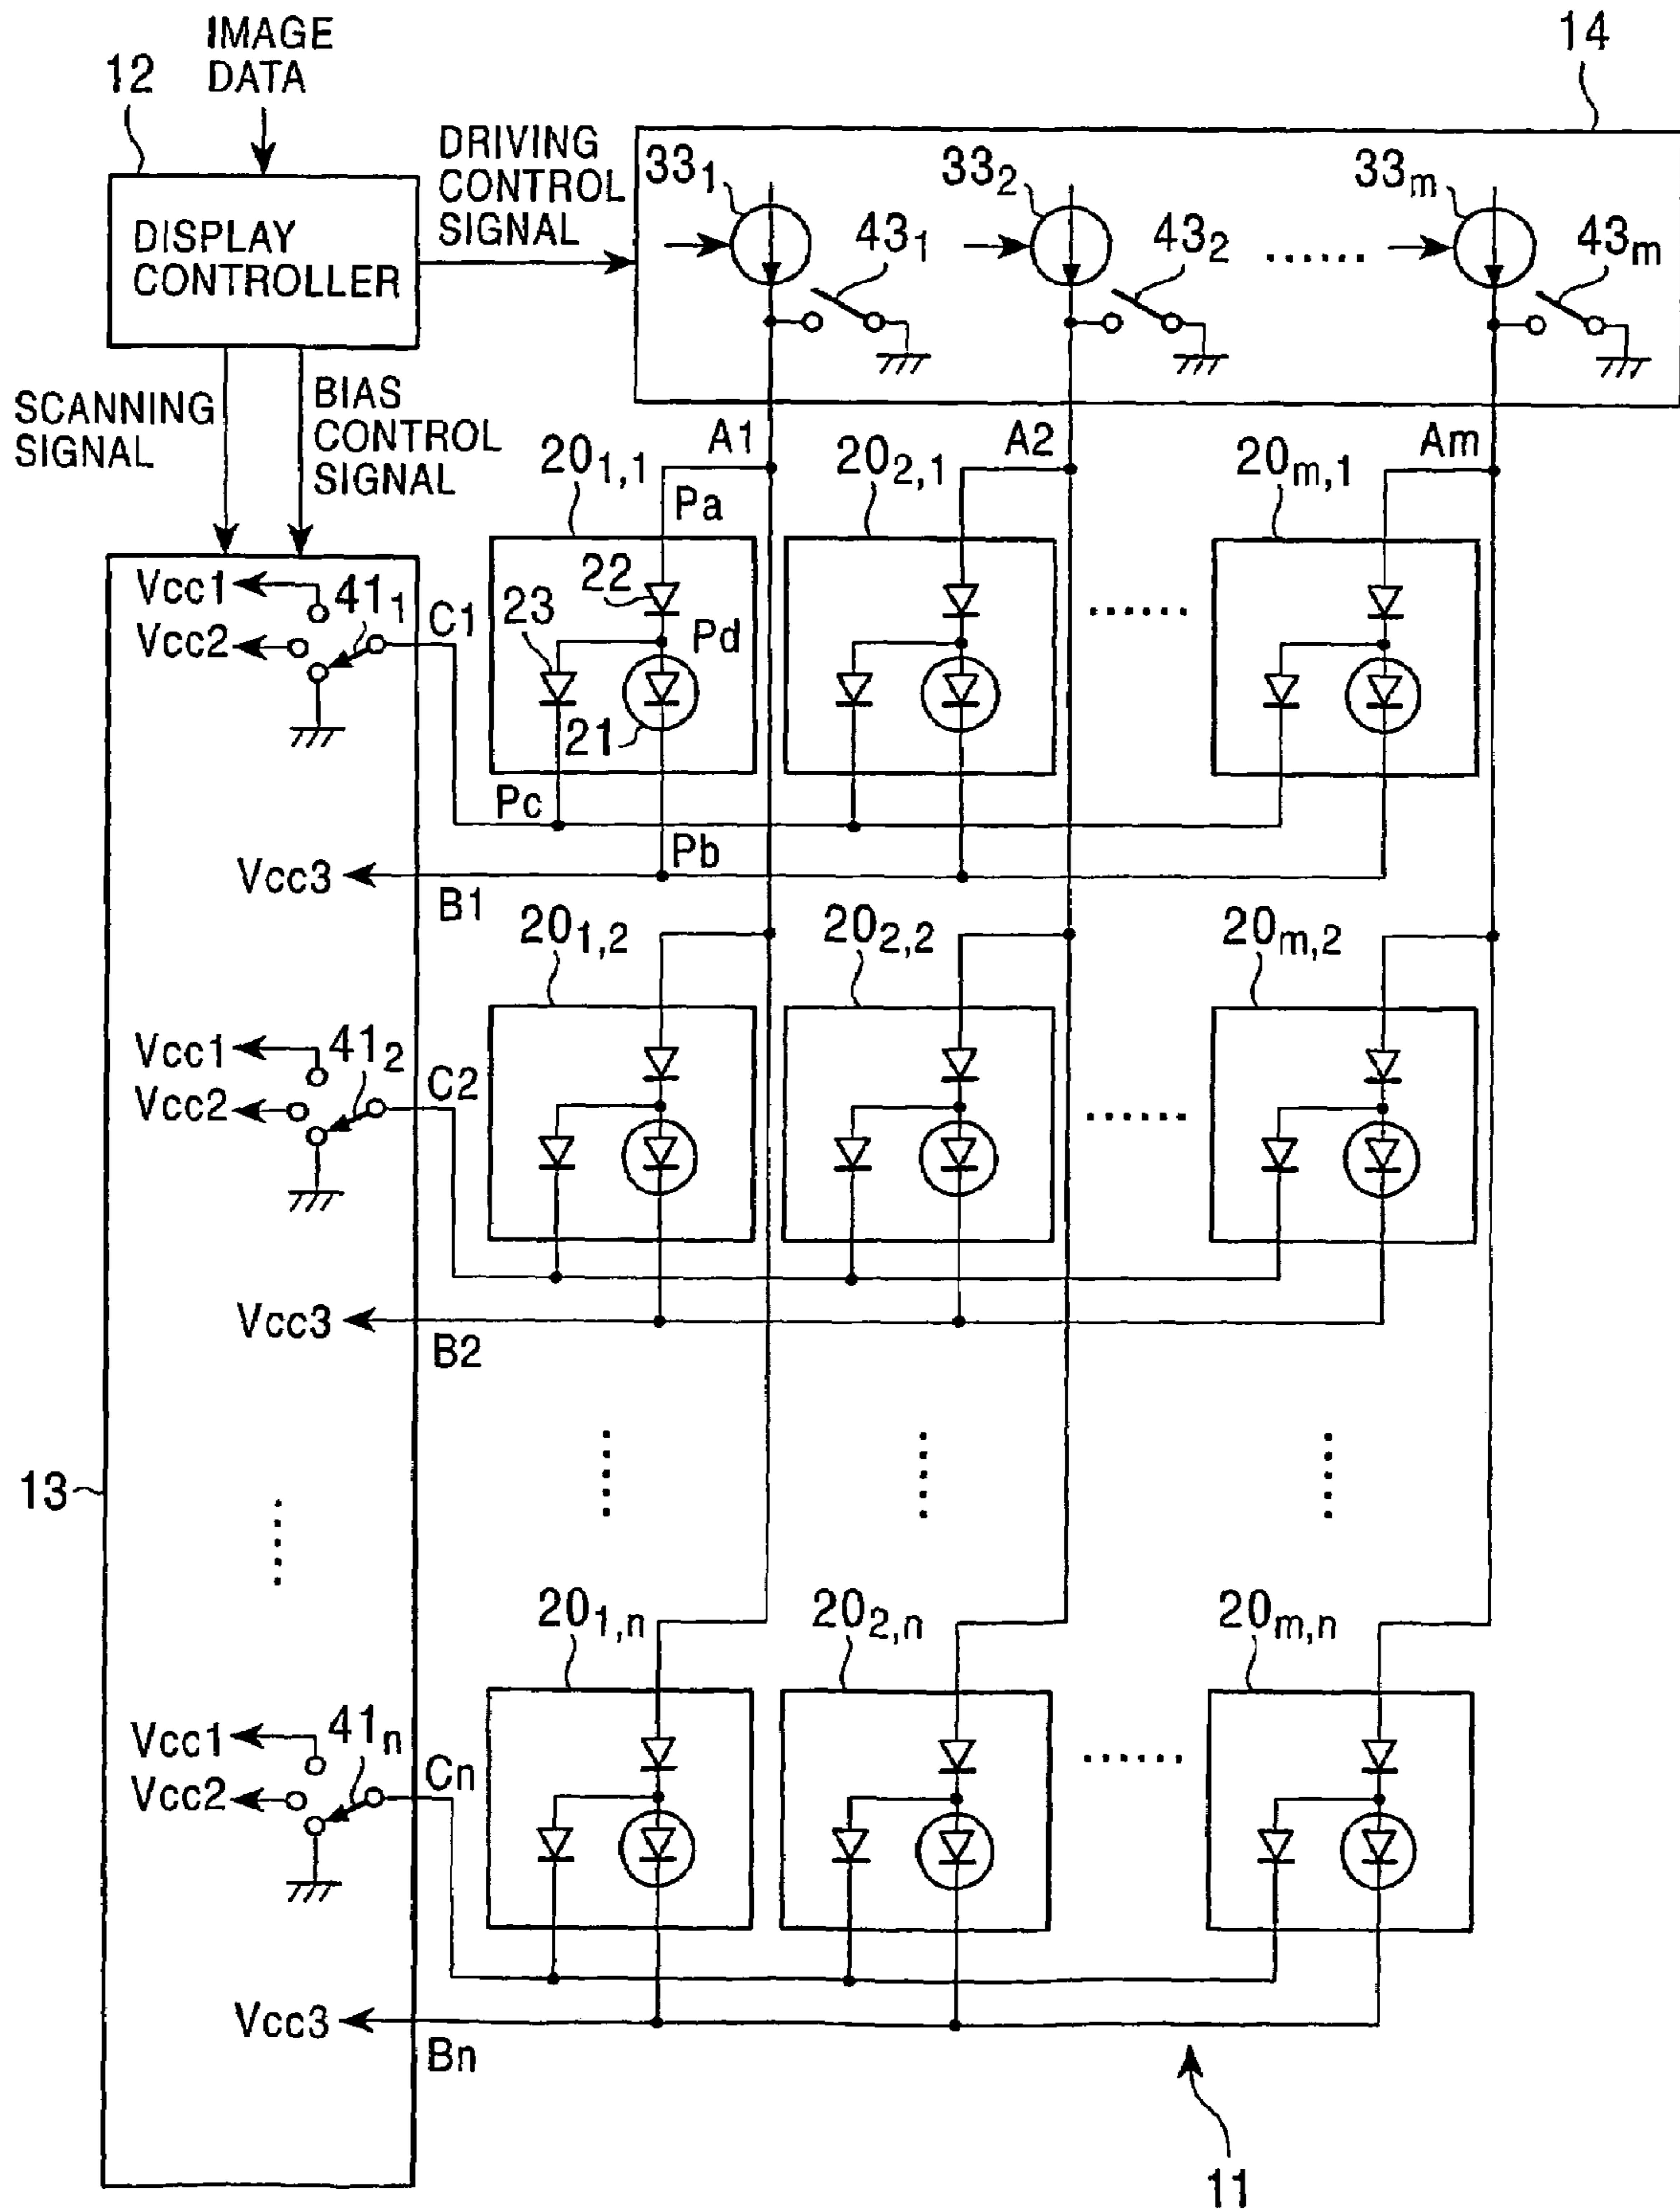 IMAGE
DATA
12
14
DISPLAY
CONTROLLER
DRIVING
CONTROL
SIGNAL
33₁
33₂
33ₘ
43₁
43₂
......
43ₘ
SCANNING
SIGNAL
BIAS
CONTROL
SIGNAL
A1
A2
Am
20₁,₁
20₂,₁
20ₘ,₁
Pa
Vcc1
41₁
C1
Vcc2
22
23
Pd
21
......
Pc
Pb
Vcc3
B1
20₁,₂
20₂,₂
20ₘ,₂
Vcc1
41₂
C2
Vcc2
......
Vcc3
B2
13
20₁,ₙ
20₂,ₙ
20ₘ,ₙ
Vcc1
41ₙ
Cn
Vcc2
......
Vcc3
Bn
11